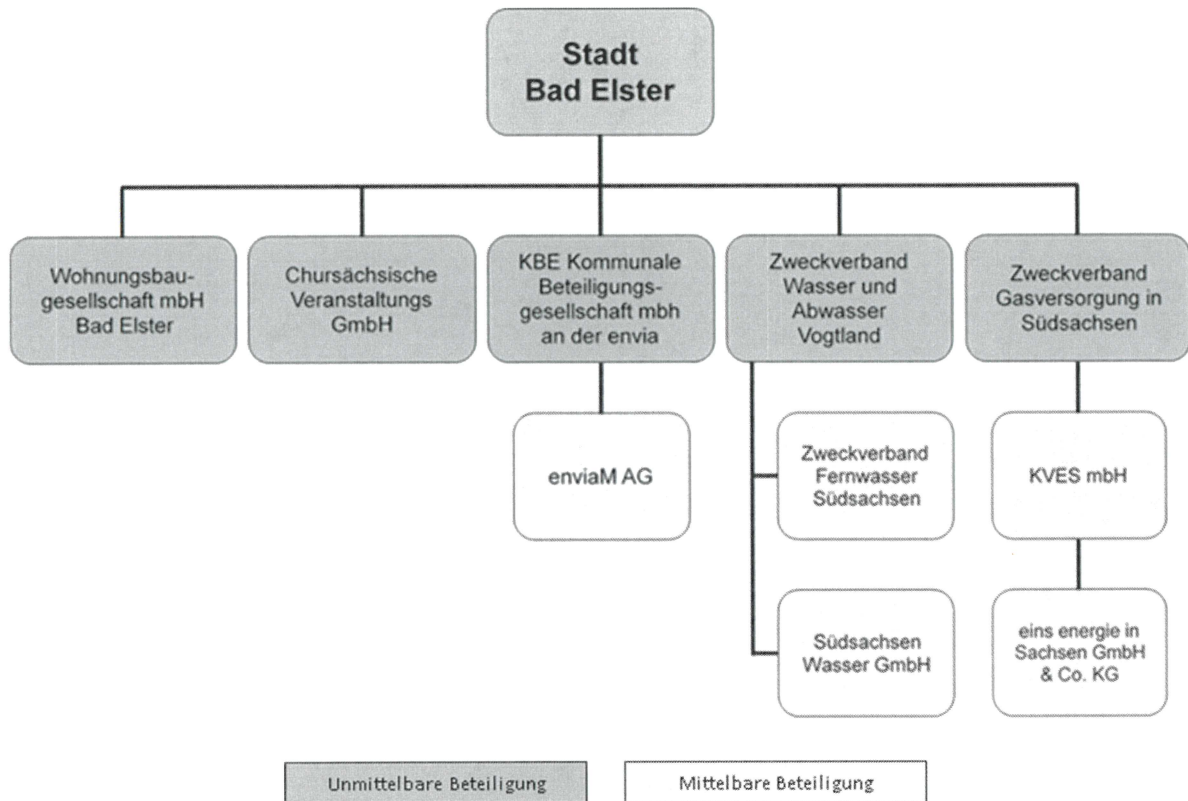 Stadt
Bad Elster
Wohnungsbau-
gesellschaft mbH
Bad Elster
Chursächsische
Veranstaltungs
GmbH
KBE Kommunale
Beteiligungs-
gesellschaft mbh
an der envia
Zweckverband
Wasser und
Abwasser
Vogtland
Zweckverband
Gasversorgung in
Südsachsen
enviaM AG
Zweckverband
Fernwasser
Südsachsen
KVES mbH
Südsachsen
Wasser GmbH
eins energie in
Sachsen GmbH
& Co. KG
Unmittelbare Beteiligung
Mittelbare Beteiligung